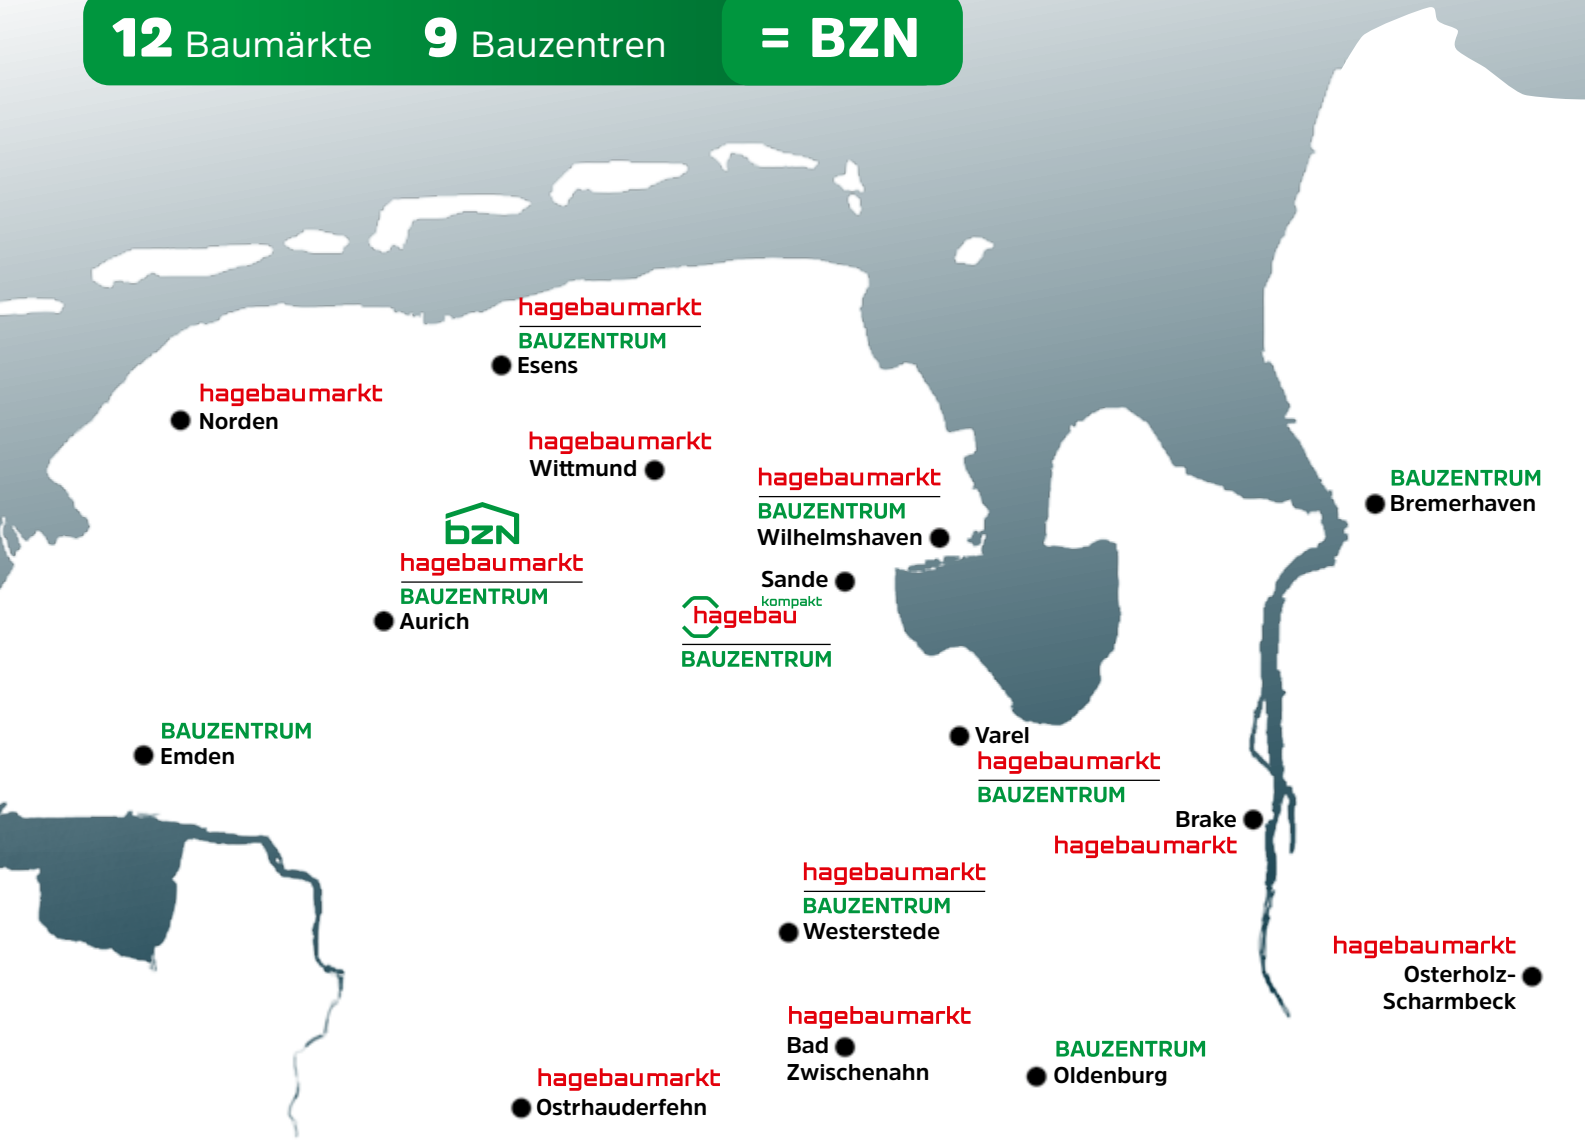 12 Baumärkte 9 Bauzentren = BZN
hagebaumarkt
BAUZENTRUM
Esens
hagebaumarkt
Norden
hagebaumarkt
Wittmund
hagebaumarkt
BAUZENTRUM
Wilhelmshaven
BAUZENTRUM
Bremerhaven
bzN
hagebaumarkt
BAUZENTRUM
Aurich
Sande
kompakt
hagebau
BAUZENTRUM
BAUZENTRUM
Emden
Varel
hagebaumarkt
BAUZENTRUM
Brake
hagebaumarkt
hagebaumarkt
BAUZENTRUM
Westerstede
hagebaumarkt
Osterholz-
Scharmbeck
hagebaumarkt
Bad
Zwischenahn
BAUZENTRUM
Oldenburg
hagebaumarkt
Ostrhauderfehn